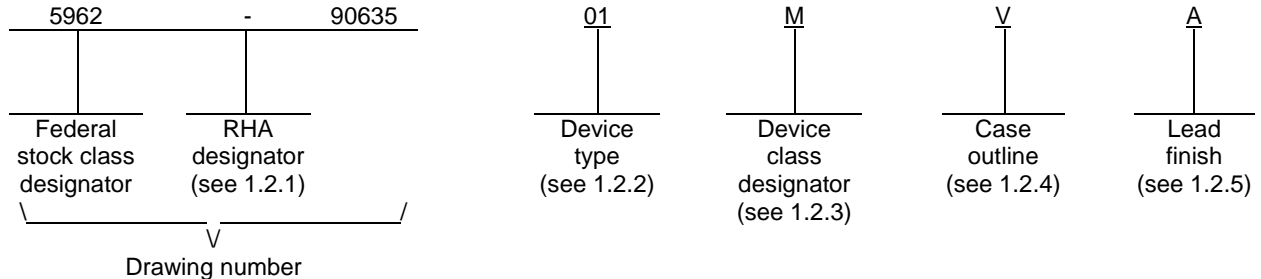 5962 - 90635 01 M V A
Federal stock class designator
RHA designator (see 1.2.1)
Device type (see 1.2.2)
Device class designator (see 1.2.3)
Case outline (see 1.2.4)
Lead finish (see 1.2.5)
\ /
\/
Drawing number